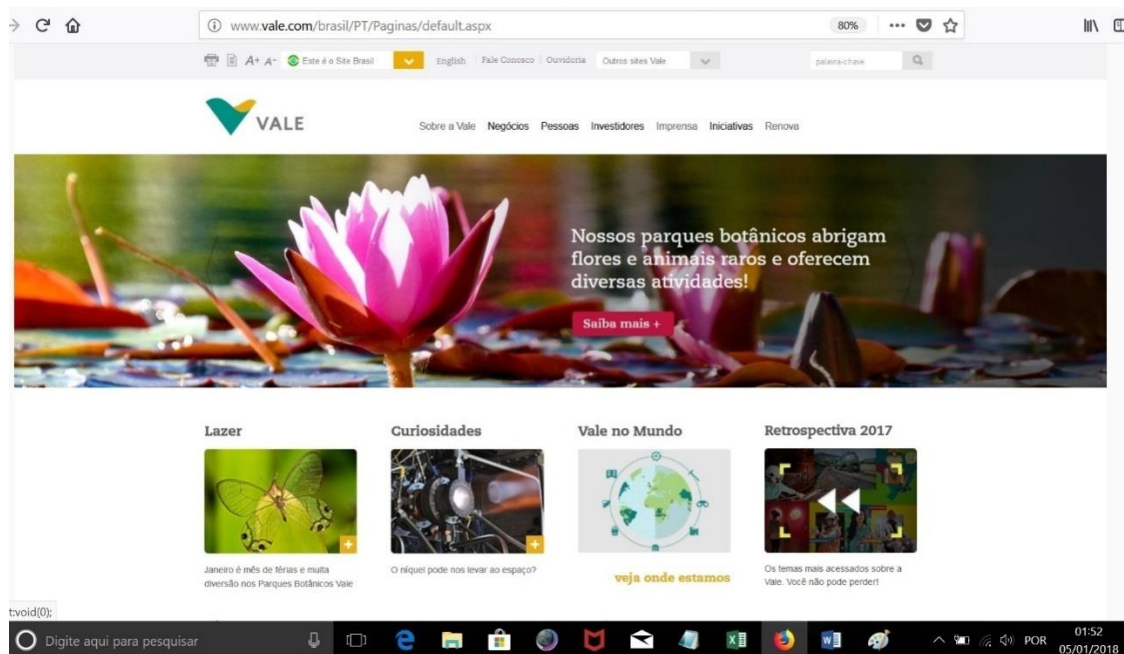 www.vale.com/brasil/PT/Paginas/default.aspx
80%
A+ A-
Este é o Site Brasil
English
Fale Conosco
Ouvidoria
Outros sites Vale
palavra-chave
VALE
Sobre a Vale Negócios Pessoas Investidores Imprensa Iniciativas Renova
Nossos parques botânicos abrigam
flores e animais raros e oferecem
diversas atividades!
Saiba mais +
Lazer
Janeiro é mês de férias e muita
diversão nos Parques Botânicos Vale
Curiosidades
O níquel pode nos levar ao espaço?
Vale no Mundo
veja onde estamos
Retrospectiva 2017
Os temas mais acessados sobre a
Vale. Você não pode perder!
t:void(0);
Digite aqui para pesquisar
POR
01:52
05/01/2018